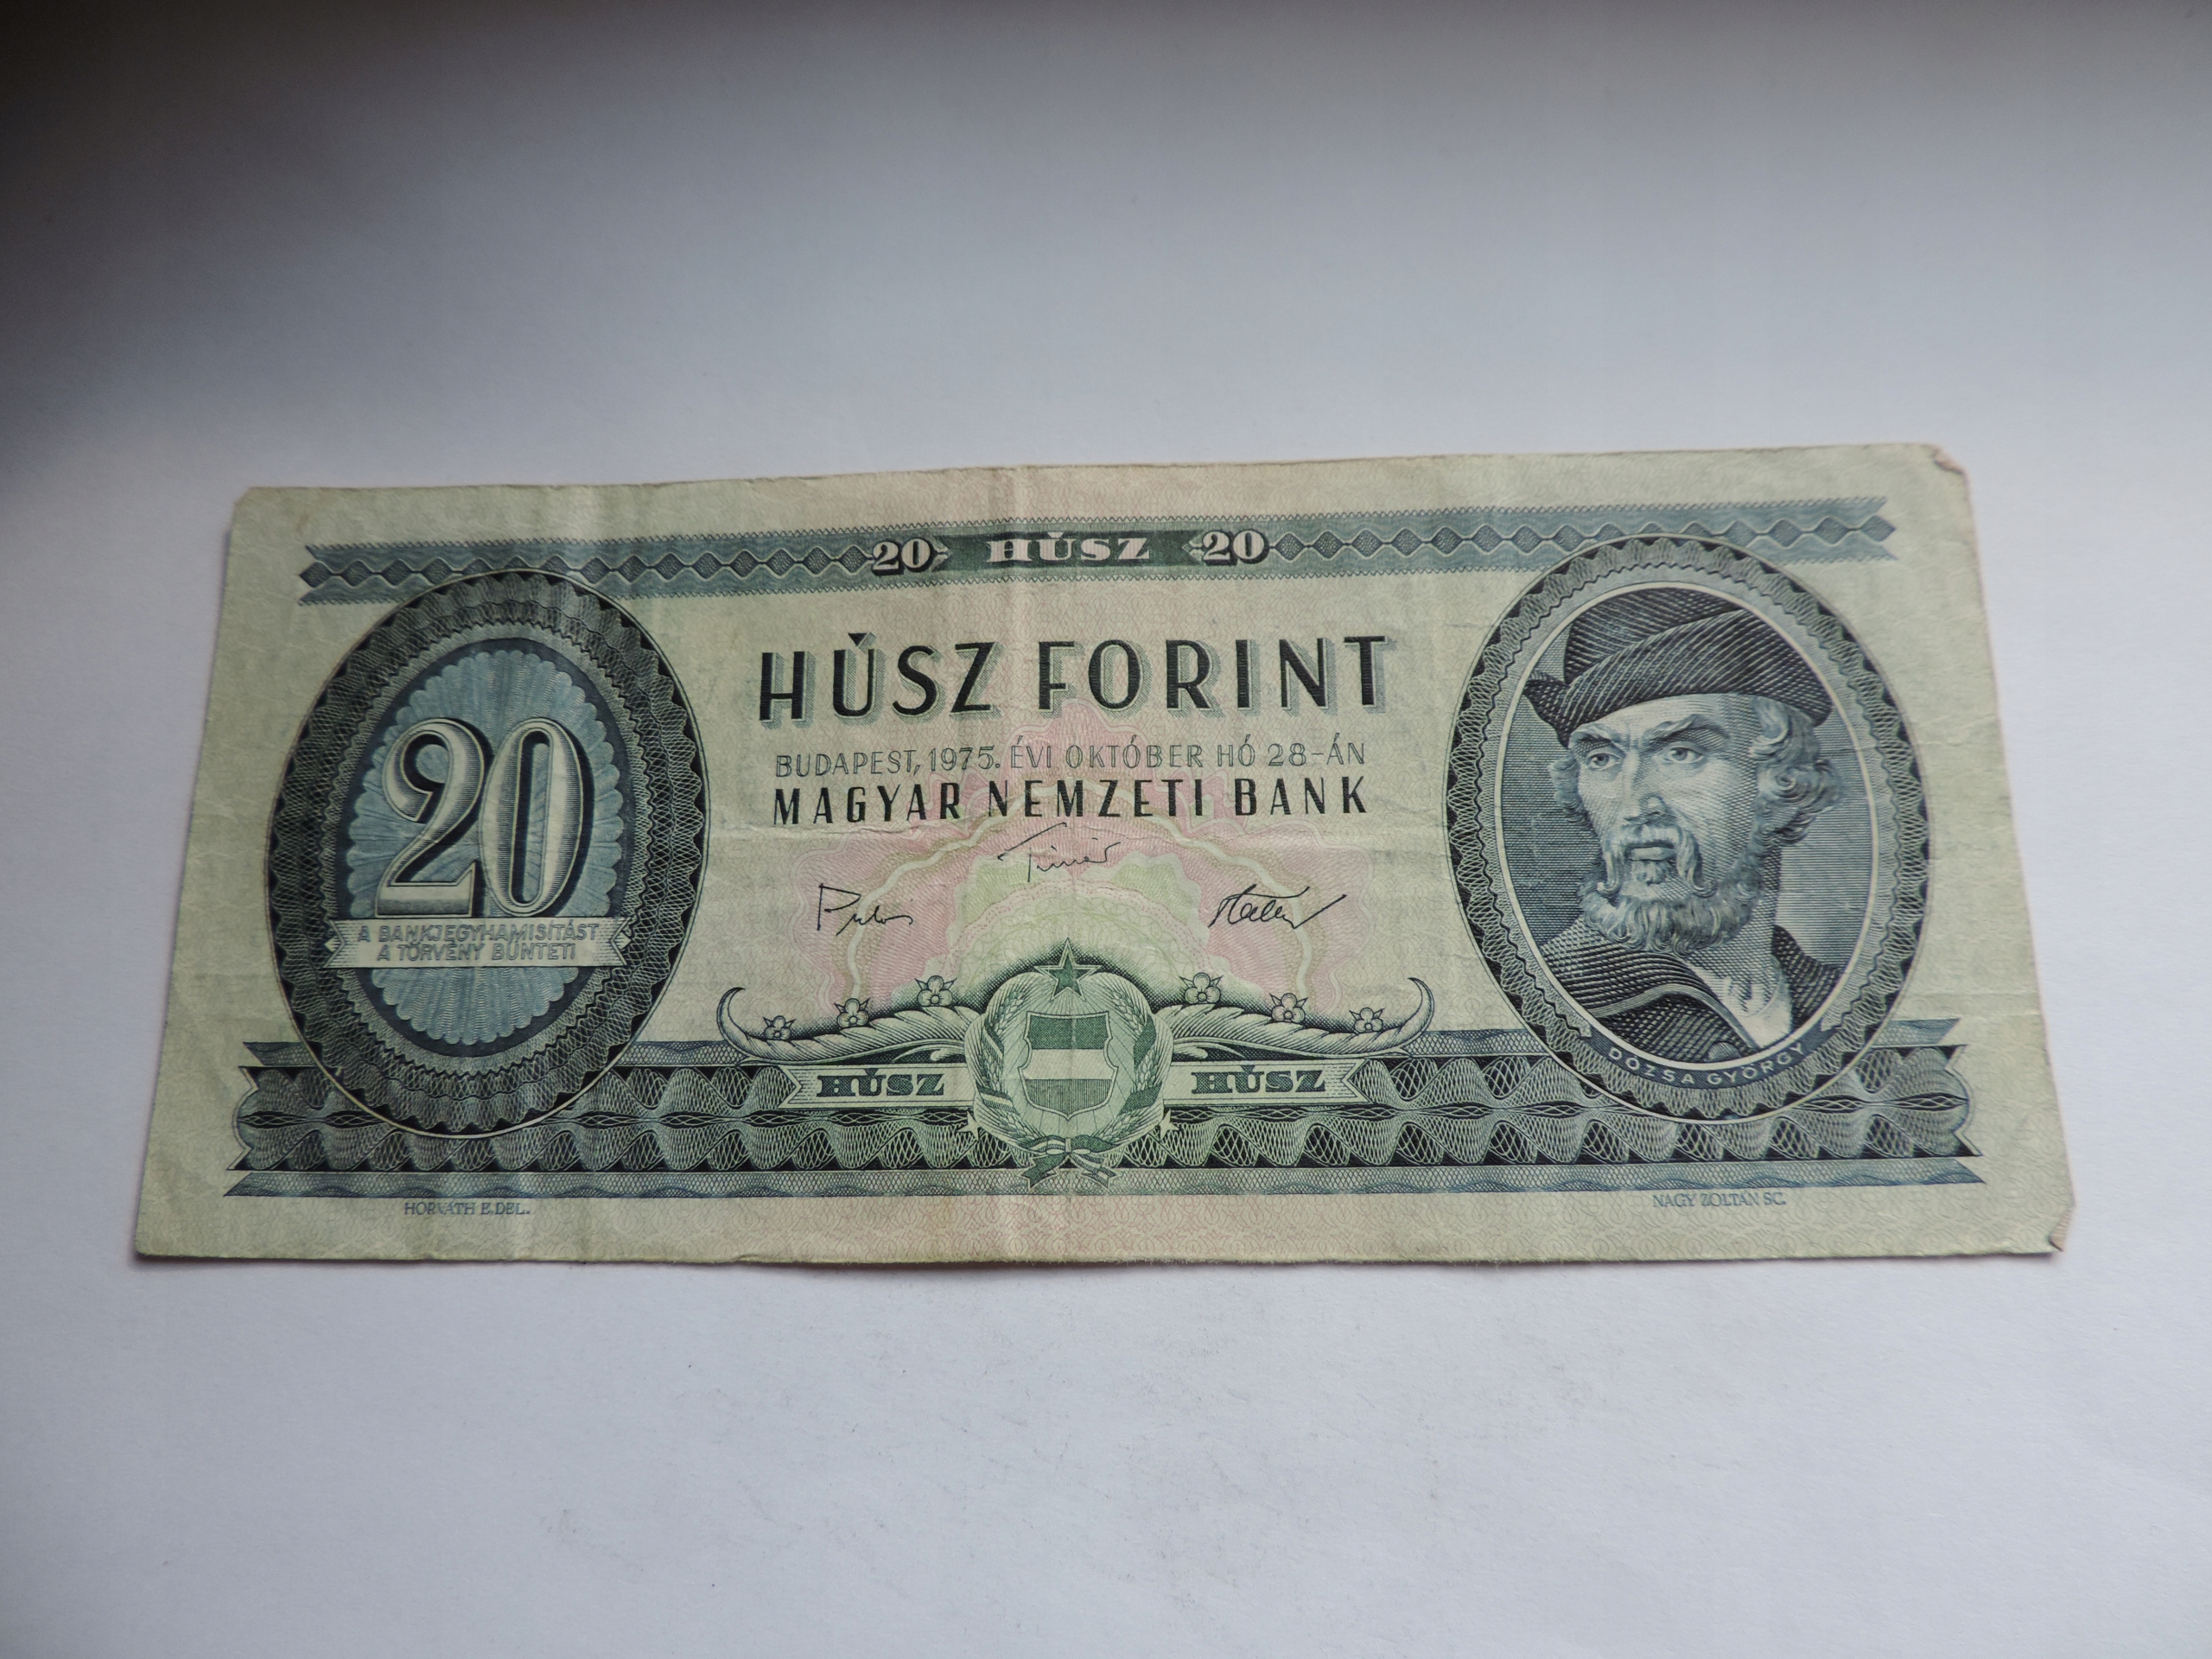 20 HÚSZ 20
HÚSZ FORINT
BUDAPEST, 1975. ÉVI OKTÓBER HÓ 28-ÁN
MAGYAR NEMZETI BANK
20
A BANKJEGYHAMISÍTÁST
A TÖRVÉNY BÜNTETI
HÚSZ HÚSZ
DÓZSA GYÖRGY
HORVÁTH E. DEL.
NAGY ZOLTÁN SC.